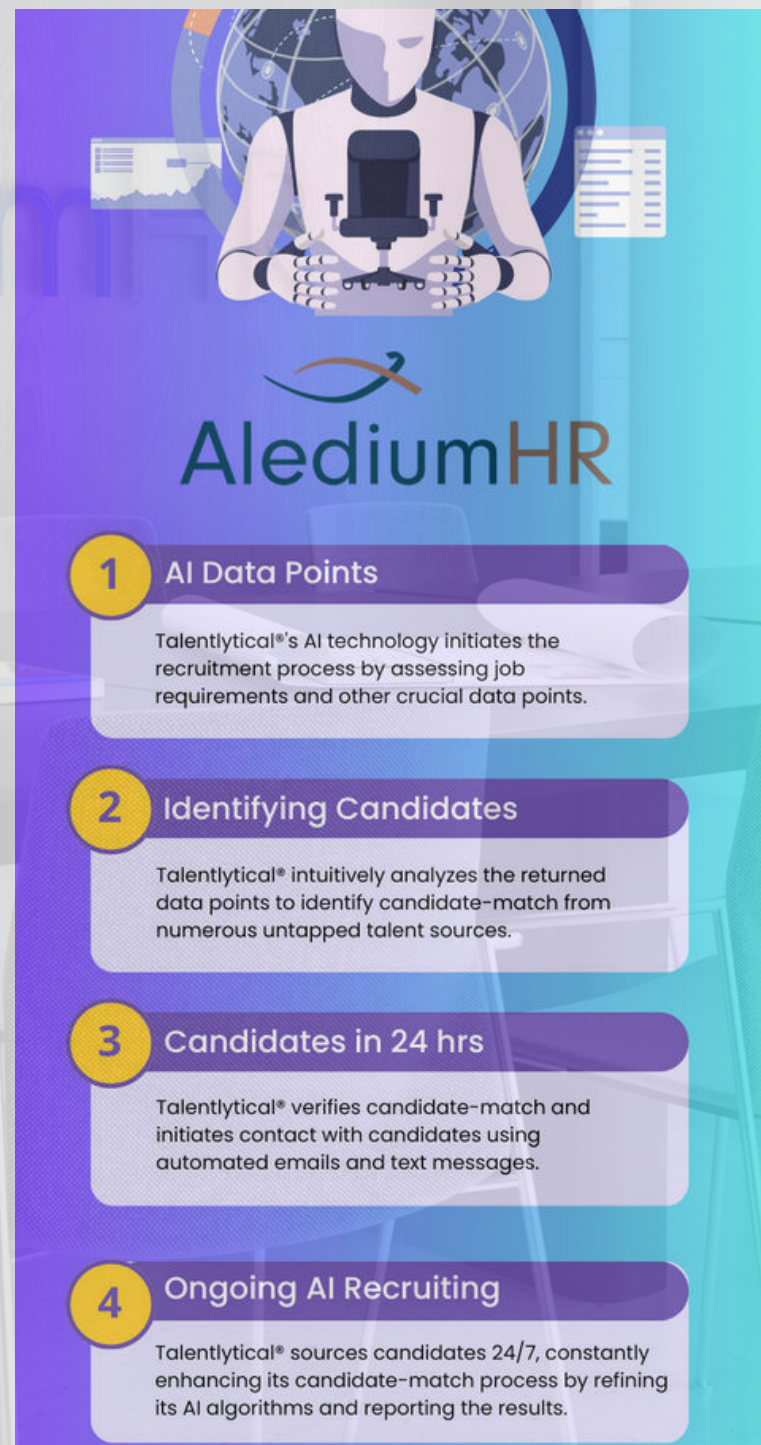 AlediumHR
1
AI Data Points
Talentlytical®'s AI technology initiates the
recruitment process by assessing job
requirements and other crucial data points.
2
Identifying Candidates
Talentlytical® intuitively analyzes the returned
data points to identify candidate-match from
numerous untapped talent sources.
3
Candidates in 24 hrs
Talentlytical® verifies candidate-match and
initiates contact with candidates using
automated emails and text messages.
4
Ongoing AI Recruiting
Talentlytical® sources candidates 24/7, constantly
enhancing its candidate-match process by refining
its AI algorithms and reporting the results.